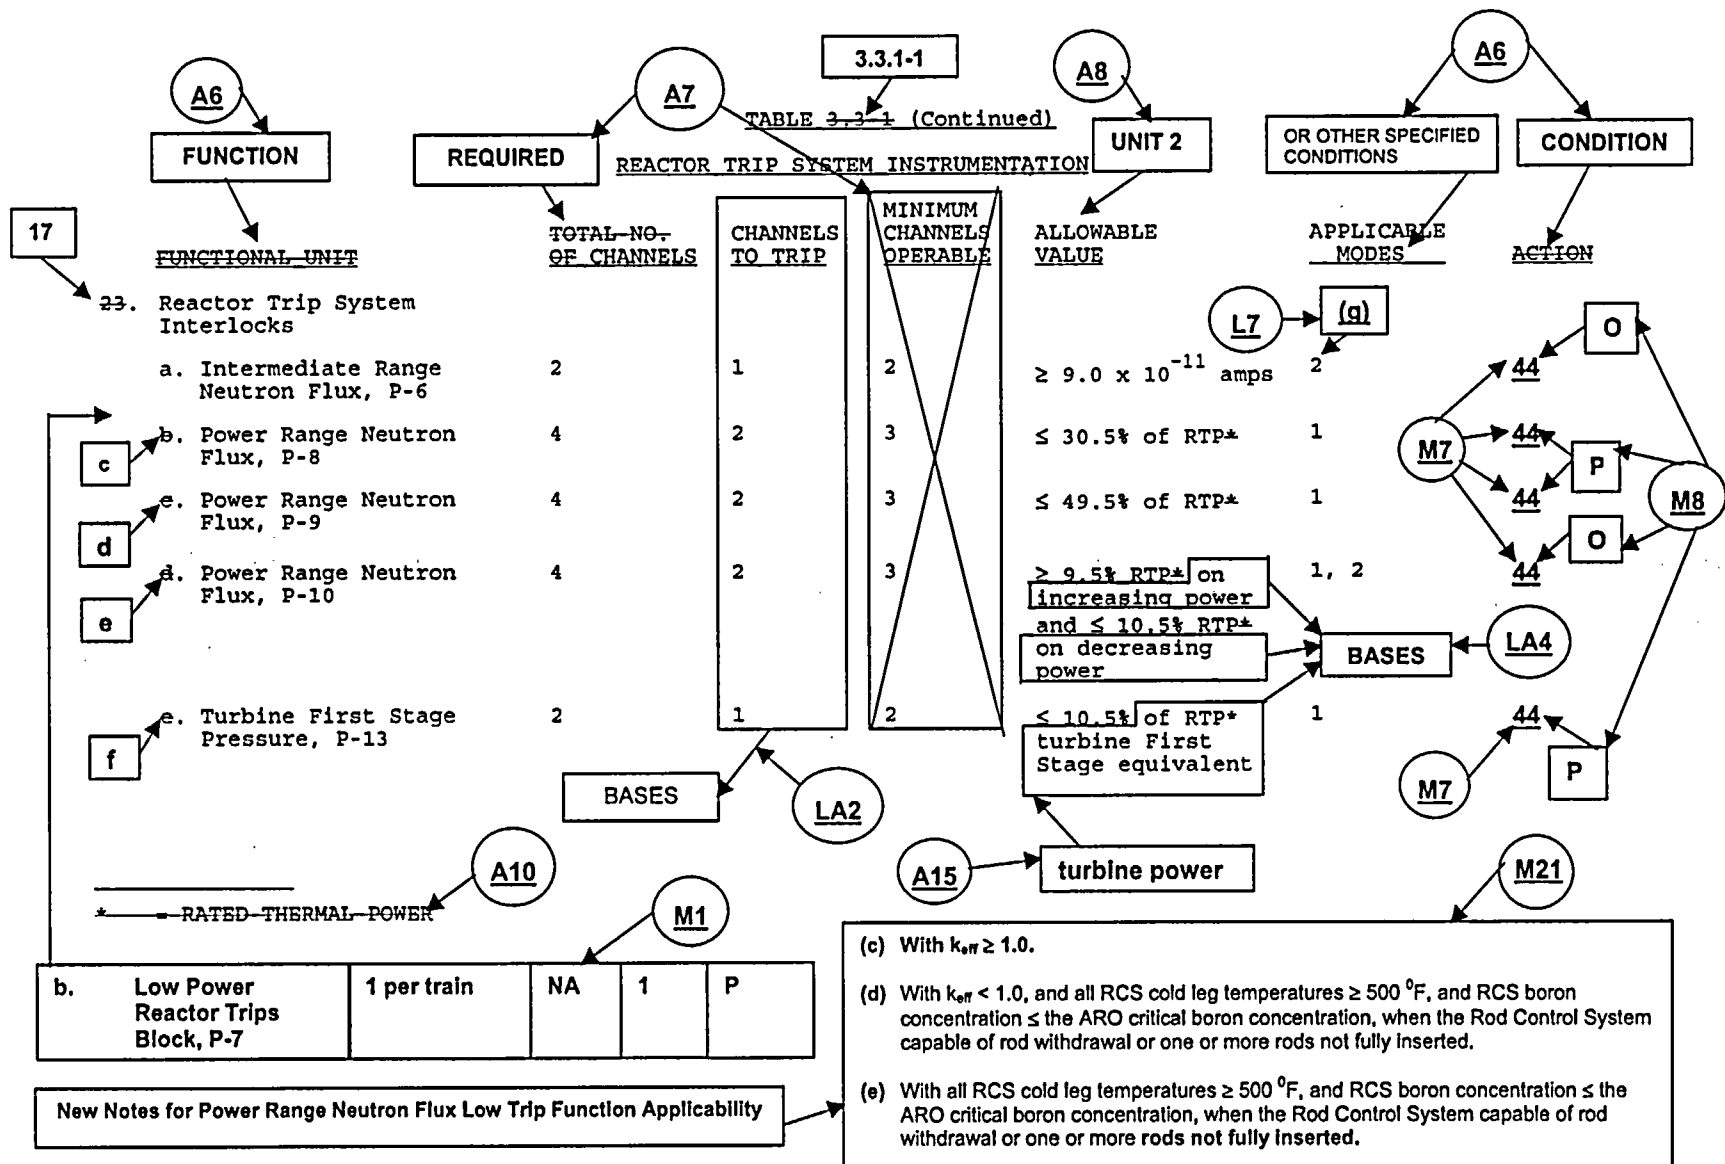 3.3.1-1
A6
A7
A8
A6
TABLE 3.3-1 (Continued)
FUNCTION
REQUIRED
UNIT 2
OR OTHER SPECIFIED
CONDITIONS
CONDITION
REACTOR TRIP SYSTEM INSTRUMENTATION
17
FUNCTIONAL UNIT
TOTAL NO.
OF CHANNELS
CHANNELS
TO TRIP
MINIMUM
CHANNELS
OPERABLE
ALLOWABLE
VALUE
APPLICABLE
MODES
ACTION
23. Reactor Trip System
Interlocks
L7
(g)
O
a. Intermediate Range
Neutron Flux, P-6
2
1
2
≥ 9.0 x 10^-11 amps
2
44
c
b. Power Range Neutron
Flux, P-8
4
2
3
≤ 30.5% of RTP*
1
44
M7
P
M8
d
c. Power Range Neutron
Flux, P-9
4
2
3
≤ 49.5% of RTP*
1
44
O
e
d. Power Range Neutron
Flux, P-10
4
2
3
≥ 9.5% RTP* on
increasing power
and ≤ 10.5% RTP*
on decreasing
power
1, 2
44
BASES
LA4
f
e. Turbine First Stage
Pressure, P-13
2
1
2
≤ 10.5% of RTP*
turbine First
Stage equivalent
1
44
P
M7
BASES
LA2
A15
turbine power
M21
A10
* = RATED THERMAL POWER
M1
b. Low Power
Reactor Trips
Block, P-7
1 per train
NA
1
P
New Notes for Power Range Neutron Flux Low Trip Function Applicability
(c) With keff ≥ 1.0.
(d) With keff < 1.0, and all RCS cold leg temperatures ≥ 500 ⁰F, and RCS boron
concentration ≤ the ARO critical boron concentration, when the Rod Control System
capable of rod withdrawal or one or more rods not fully inserted.
(e) With all RCS cold leg temperatures ≥ 500 ⁰F, and RCS boron concentration ≤ the
ARO critical boron concentration, when the Rod Control System capable of rod
withdrawal or one or more rods not fully inserted.